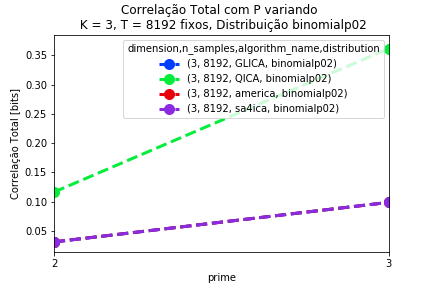 Correlação Total com P variando
K = 3, T = 8192 fixos, Distribuição binomialp02
dimension,n_samples,algorithm_name,distribution
(3, 8192, GLICA, binomialp02)
(3, 8192, QICA, binomialp02)
(3, 8192, america, binomialp02)
(3, 8192, sa4ica, binomialp02)
Correlação Total [bits]
0.35
0.30
0.25
0.20
0.15
0.10
0.05
2
3
prime